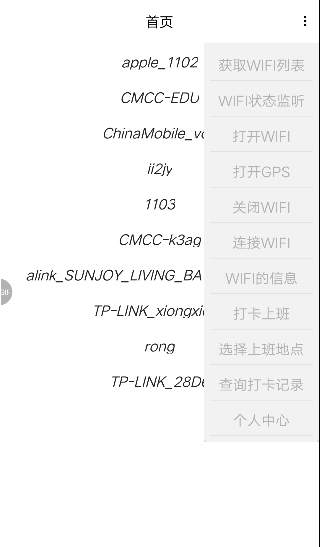 首页
apple_1102
获取WIFI列表
CMCC-EDU
WIFI状态监听
ChinaMobile_vo
打开WIFI
ii2jy
打开GPS
1103
关闭WIFI
CMCC-k3ag
连接WIFI
alink_SUNJOY_LIVING_BA
WIFI的信息
TP-LINK_xiongxi
打卡上班
rong
选择上班地点
TP-LINK_28D
查询打卡记录
个人中心
GIF